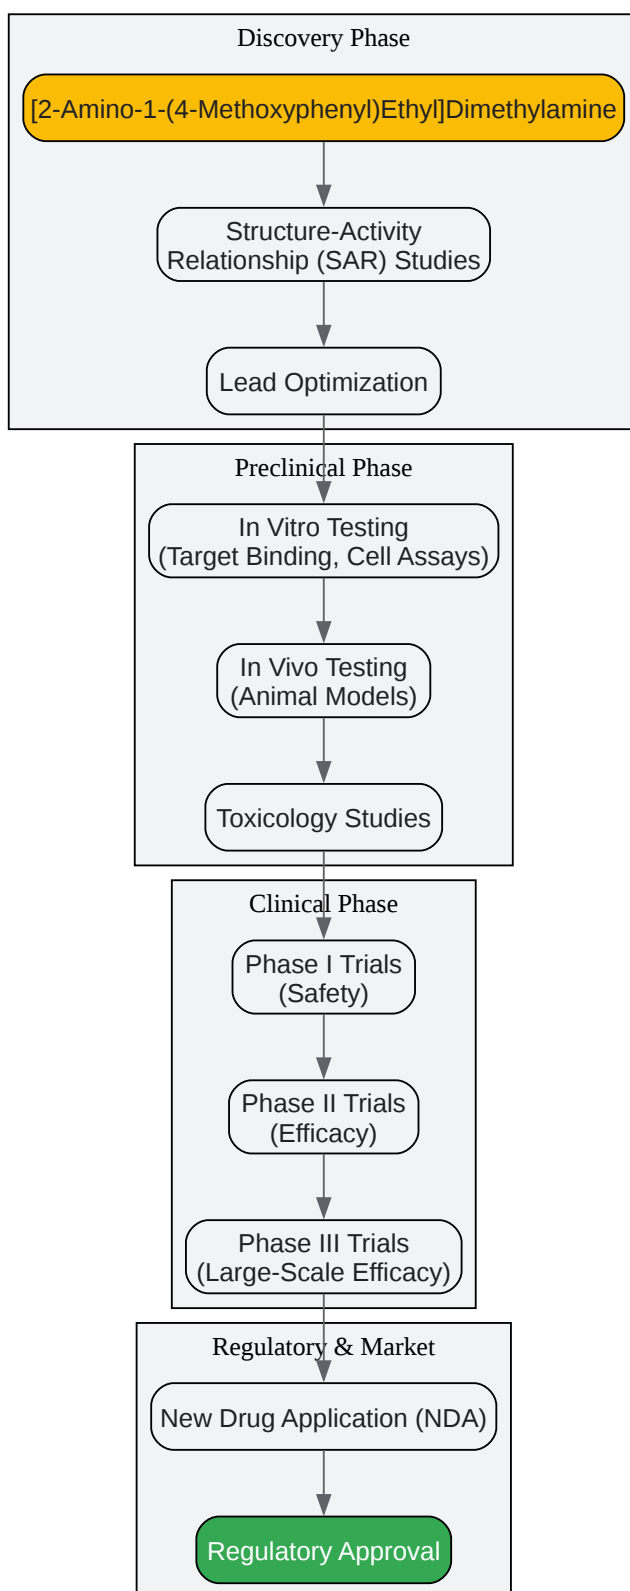 Discovery Phase
[2-Amino-1-(4-Methoxyphenyl)Ethyl]Dimethylamine
Structure-Activity
Relationship (SAR) Studies
Lead Optimization
Preclinical Phase
In Vitro Testing
(Target Binding, Cell Assays)
In Vivo Testing
(Animal Models)
Toxicology Studies
Clinical Phase
Phase I Trials
(Safety)
Phase II Trials
(Efficacy)
Phase III Trials
(Large-Scale Efficacy)
Regulatory & Market
New Drug Application (NDA)
Regulatory Approval